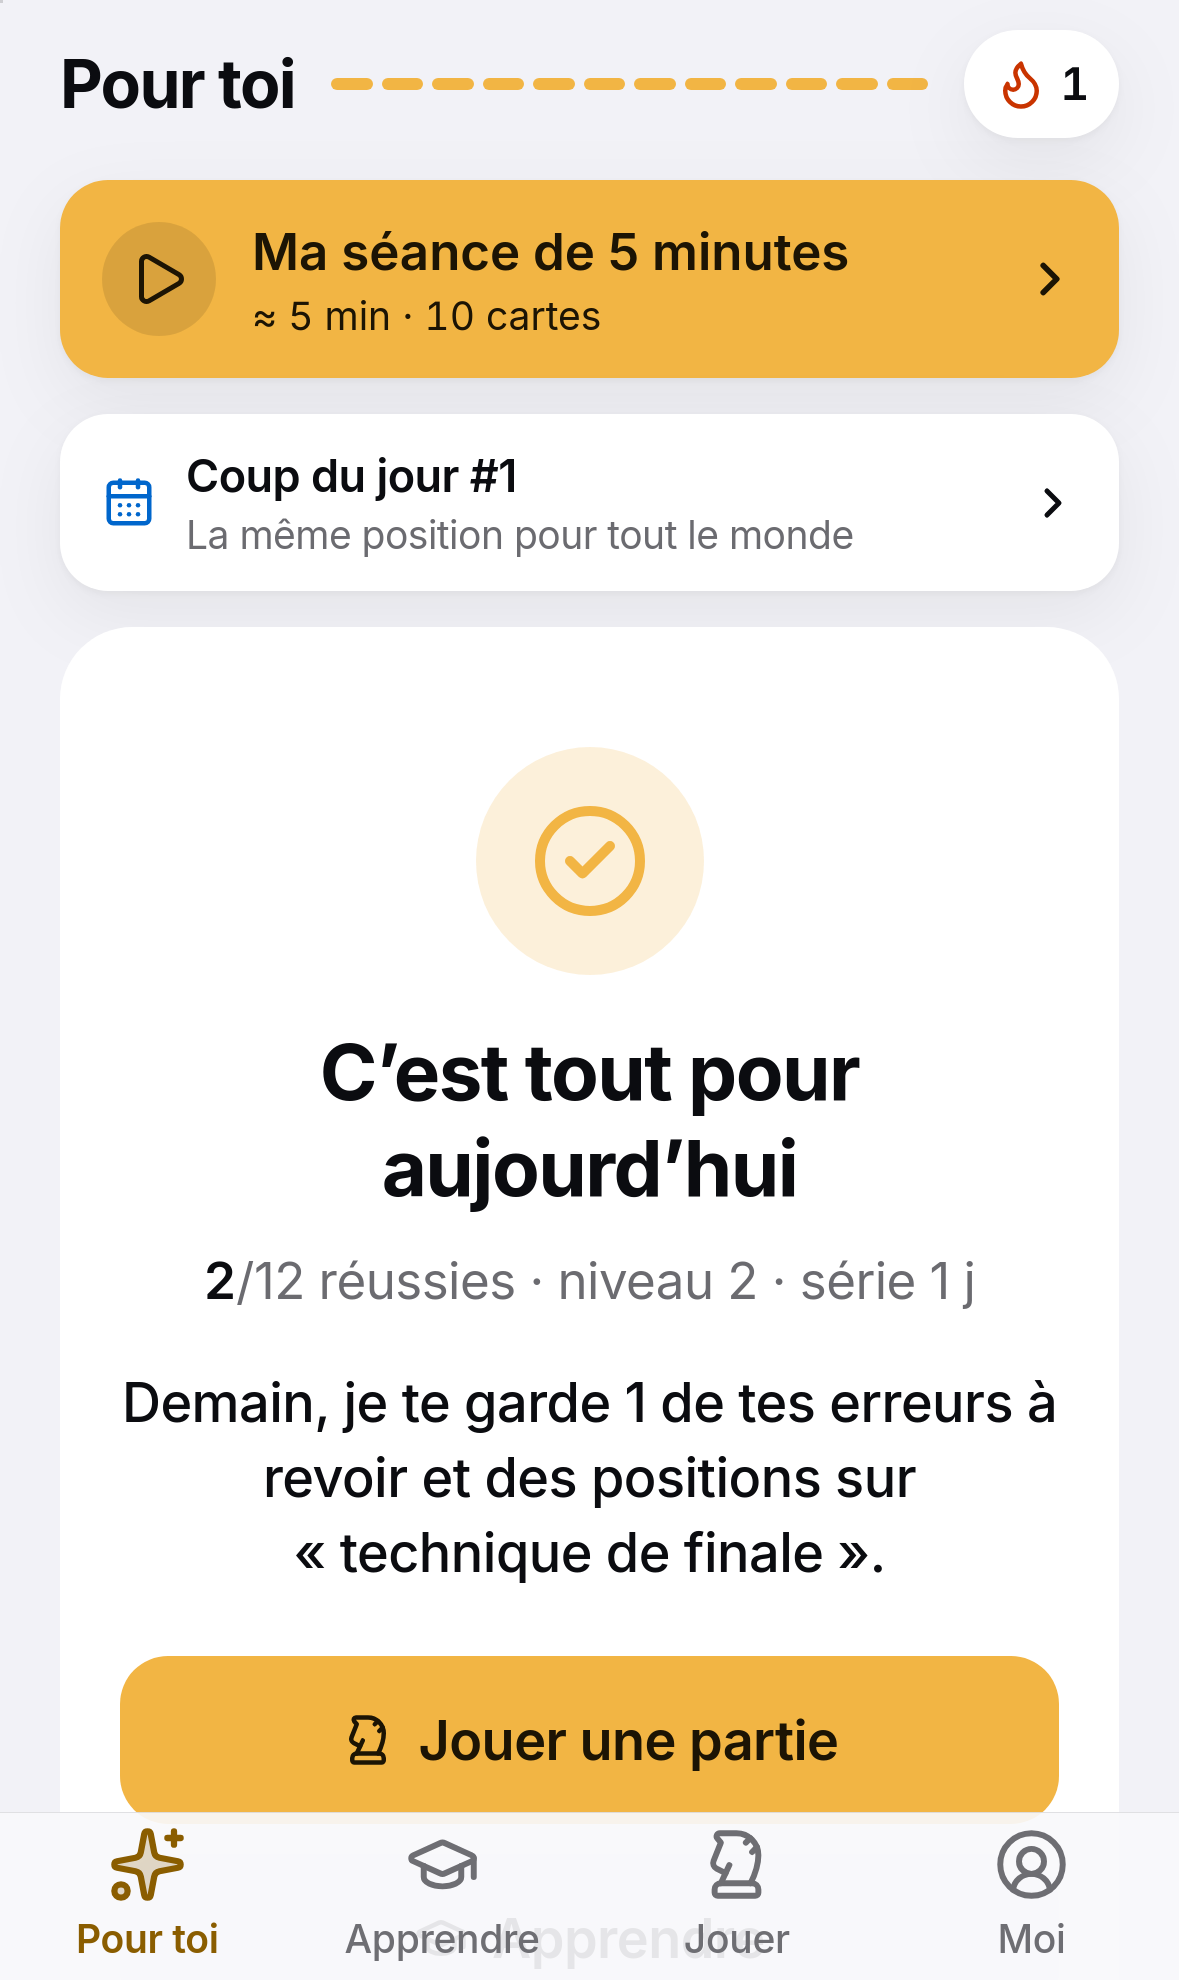 Pour toi
1
Ma séance de 5 minutes
≈ 5 min · 10 cartes
Coup du jour #1
La même position pour tout le monde
C’est tout pour
aujourd’hui
2/12 réussies · niveau 2 · série 1 j
Demain, je te garde 1 de tes erreurs à
revoir et des positions sur
« technique de finale ».
Jouer une partie
Apprendre
Pour toi
Apprendre
Jouer
Moi